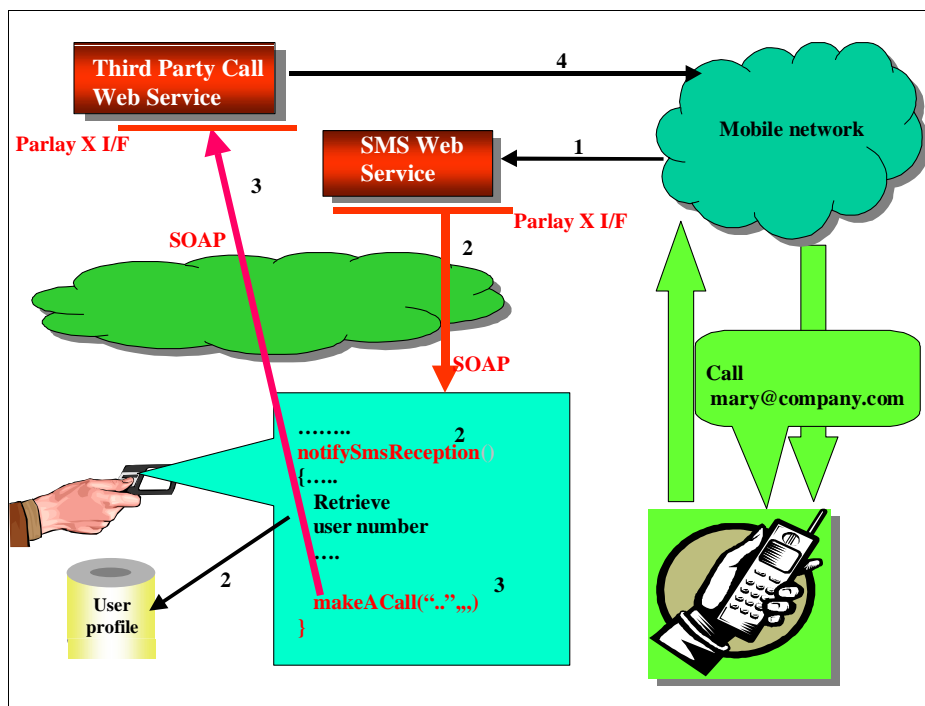 Third Party Call
Web Service
4
Mobile network
Parlay X I/F
SMS Web
Service
1
3
Parlay X I/F
SOAP
2
SOAP
Call
mary@company.com
……..
2
notifySmsReception()
{…..
Retrieve
user number
….
2
3
makeACall(“..”,,,)
}
User
profile